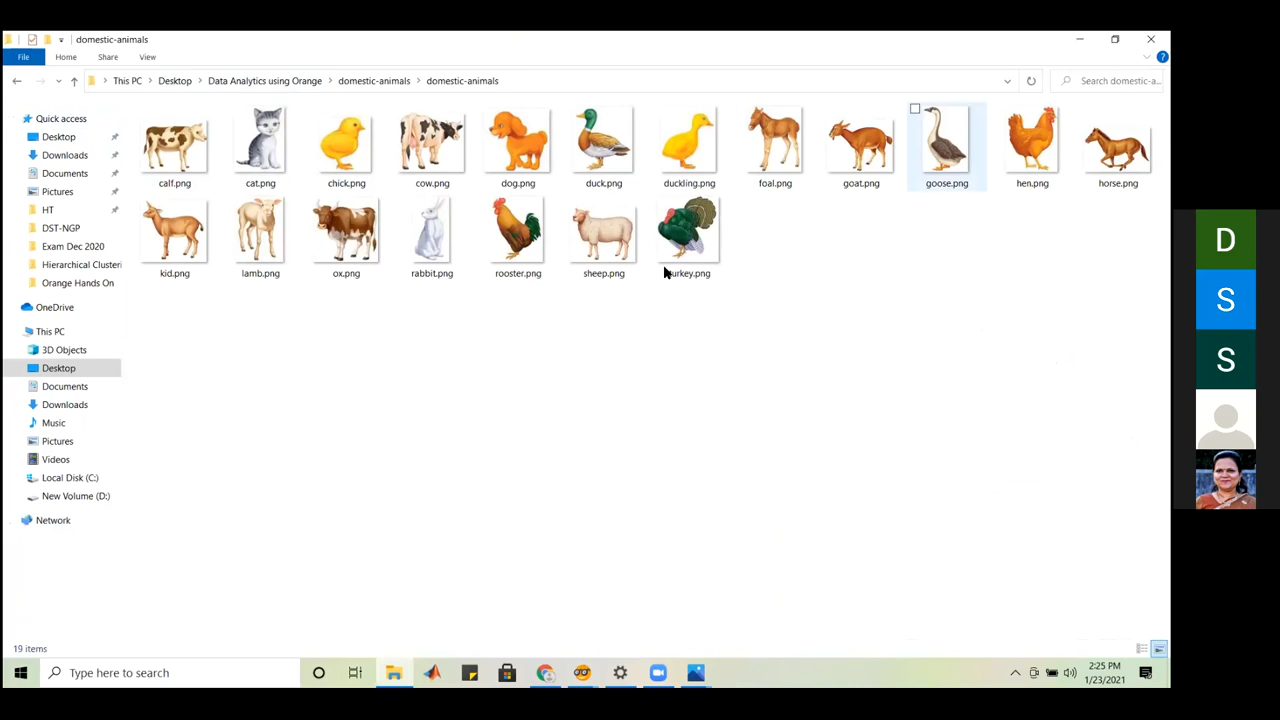 domestic-animals
File Home Share View
This PC Desktop Data Analytics using Orange domestic-animals domestic-animals
Search domestic-a...
Quick access
Desktop
Downloads
Documents
Pictures
HT
DST-NGP
Exam Dec 2020
Hierarchical Clusteri
Orange Hands On
OneDrive
This PC
3D Objects
Desktop
Documents
Downloads
Music
Pictures
Videos
Local Disk (C:)
New Volume (D:)
Network
calf.png cat.png chick.png cow.png dog.png duck.png duckling.png foal.png goat.png goose.png hen.png horse.png
kid.png lamb.png ox.png rabbit.png rooster.png sheep.png turkey.png
D
S
S
19 items
Type here to search
2:25 PM
1/23/2021